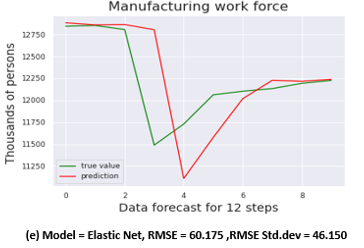 Manufacturing work force
Thousands of persons
12750
12500
12250
12000
11750
11500
11250
true value
prediction
0 2 4 6 8
Data forecast for 12 steps
(e) Model = Elastic Net, RMSE = 60.175 ,RMSE Std.dev = 46.150